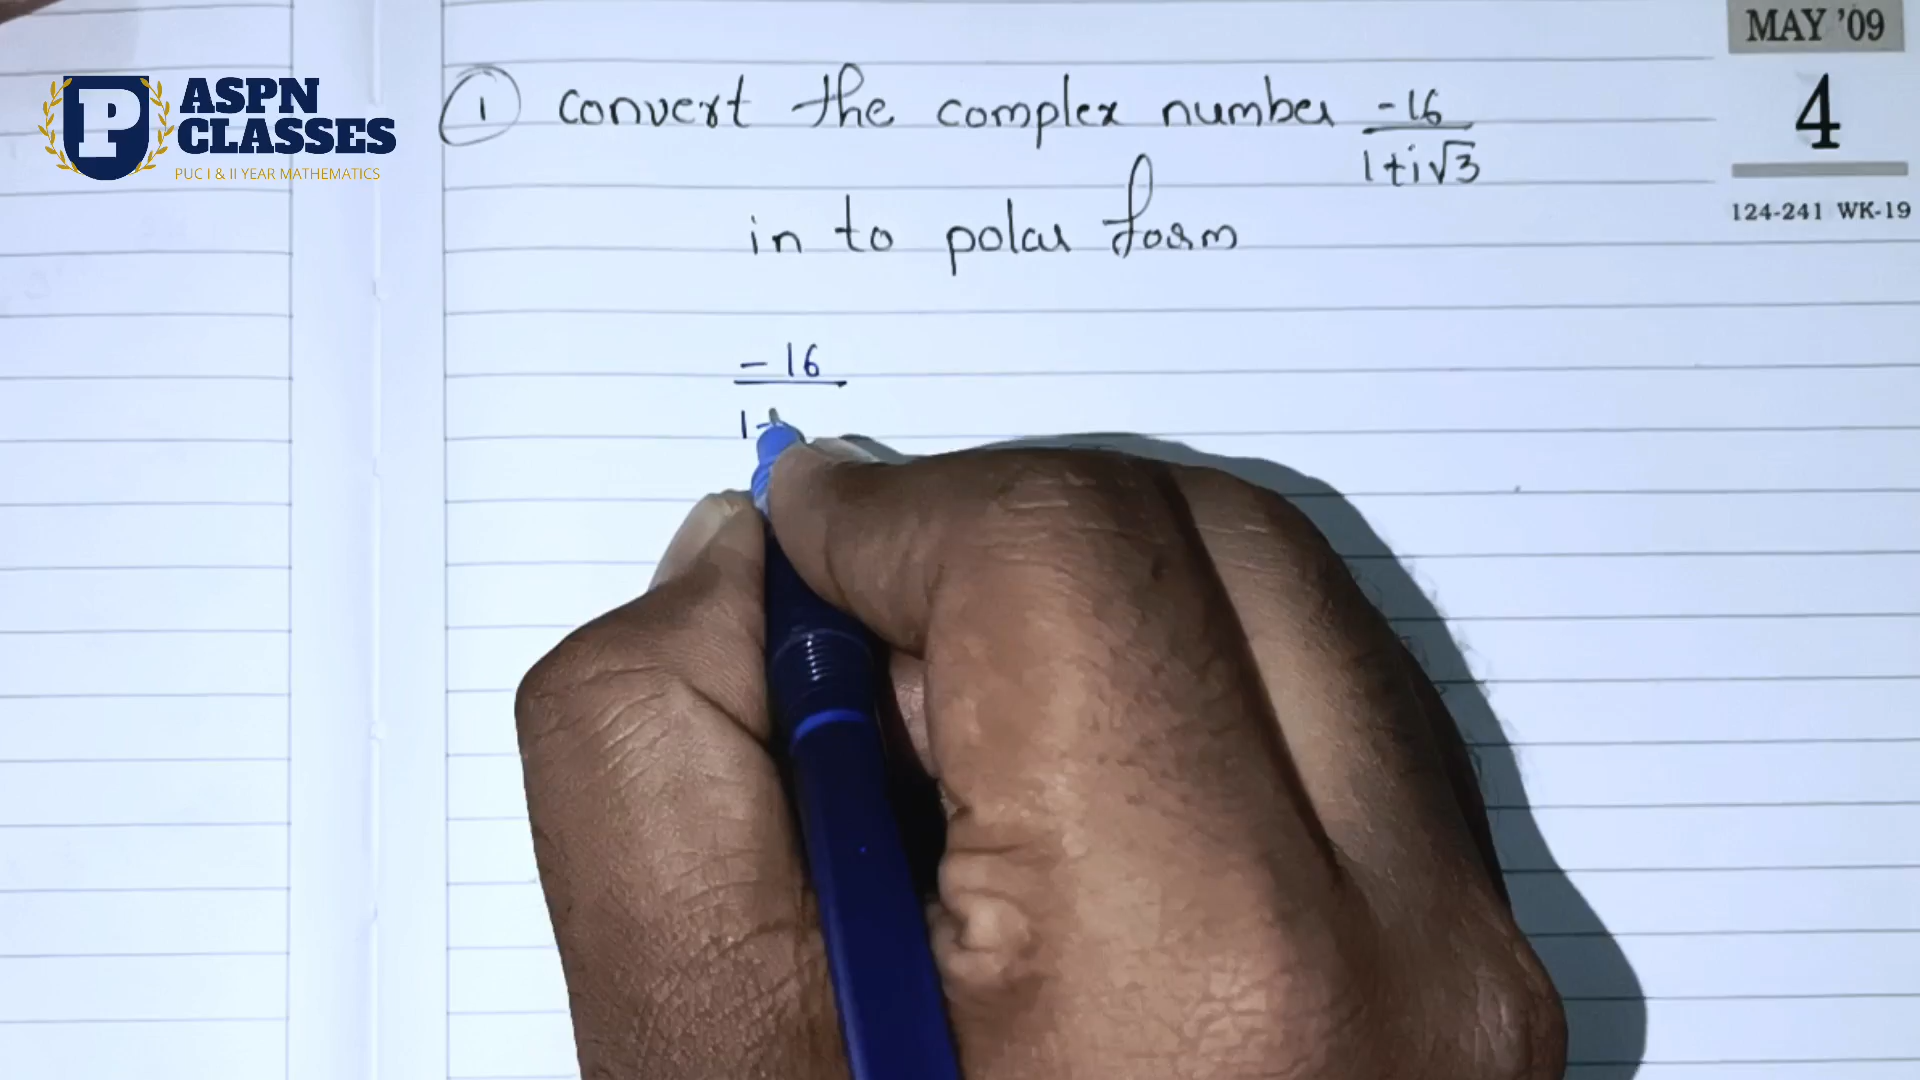 MAY '09
4
124-241 WK-19
P ASPN
CLASSES
PUC I & II YEAR MATHEMATICS
① convert the complex number -16/1+i√3
in to polar form
-16
1+